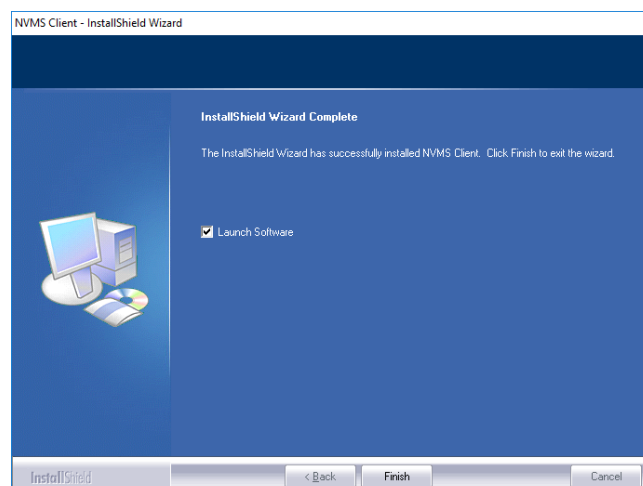 NVMS Client - InstallShield Wizard
InstallShield Wizard Complete
The InstallShield Wizard has successfully installed NVMS Client. Click Finish to exit the wizard.
Launch Software
InstallShield
< Back
Finish
Cancel